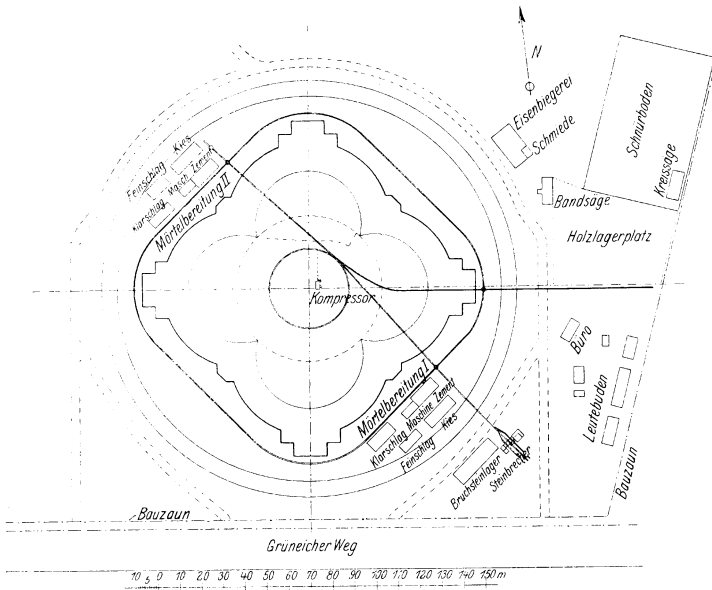 N
Eisenbiegerei
Schmiede
Schnurboden
Kreissage
Bandsäge
Holzlagerplatz
Feinschlag
Kies
Klarschlag
Masch.
Zement
Mörtelbereitung II
Kompressor
Büro
Leutebuden
Bauzaun
Mörtelbereitung I
Klarschlag
Maschine
Zement
Feinschlag
Kies
Bruchsteinlager
Steinbrecher
Bauzaun
Grüneicher Weg
10 5 0 10 20 30 40 50 60 70 80 90 100 110 120 130 140 150 m